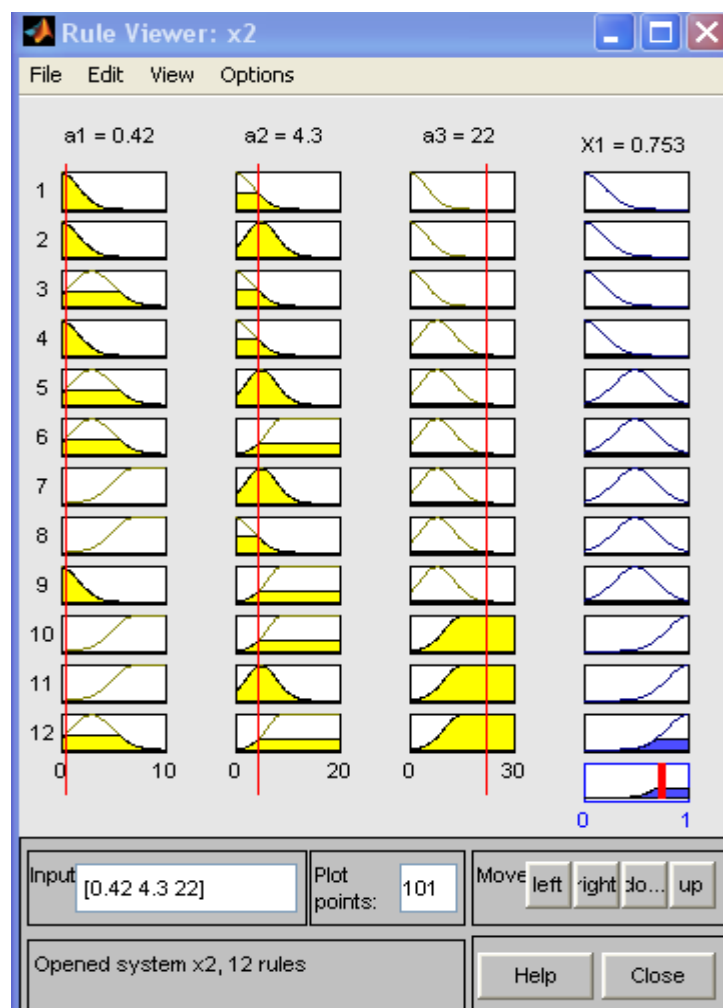 Rule Viewer: x2
File Edit View Options
a1 = 0.42 a2 = 4.3 a3 = 22 X1 = 0.753
1
2
3
4
5
6
7
8
9
10
11
12
0 10 0 20 0 30
0 1
Input [0.42 4.3 22] Plot points: 101 Move left right do... up
Opened system x2, 12 rules Help Close